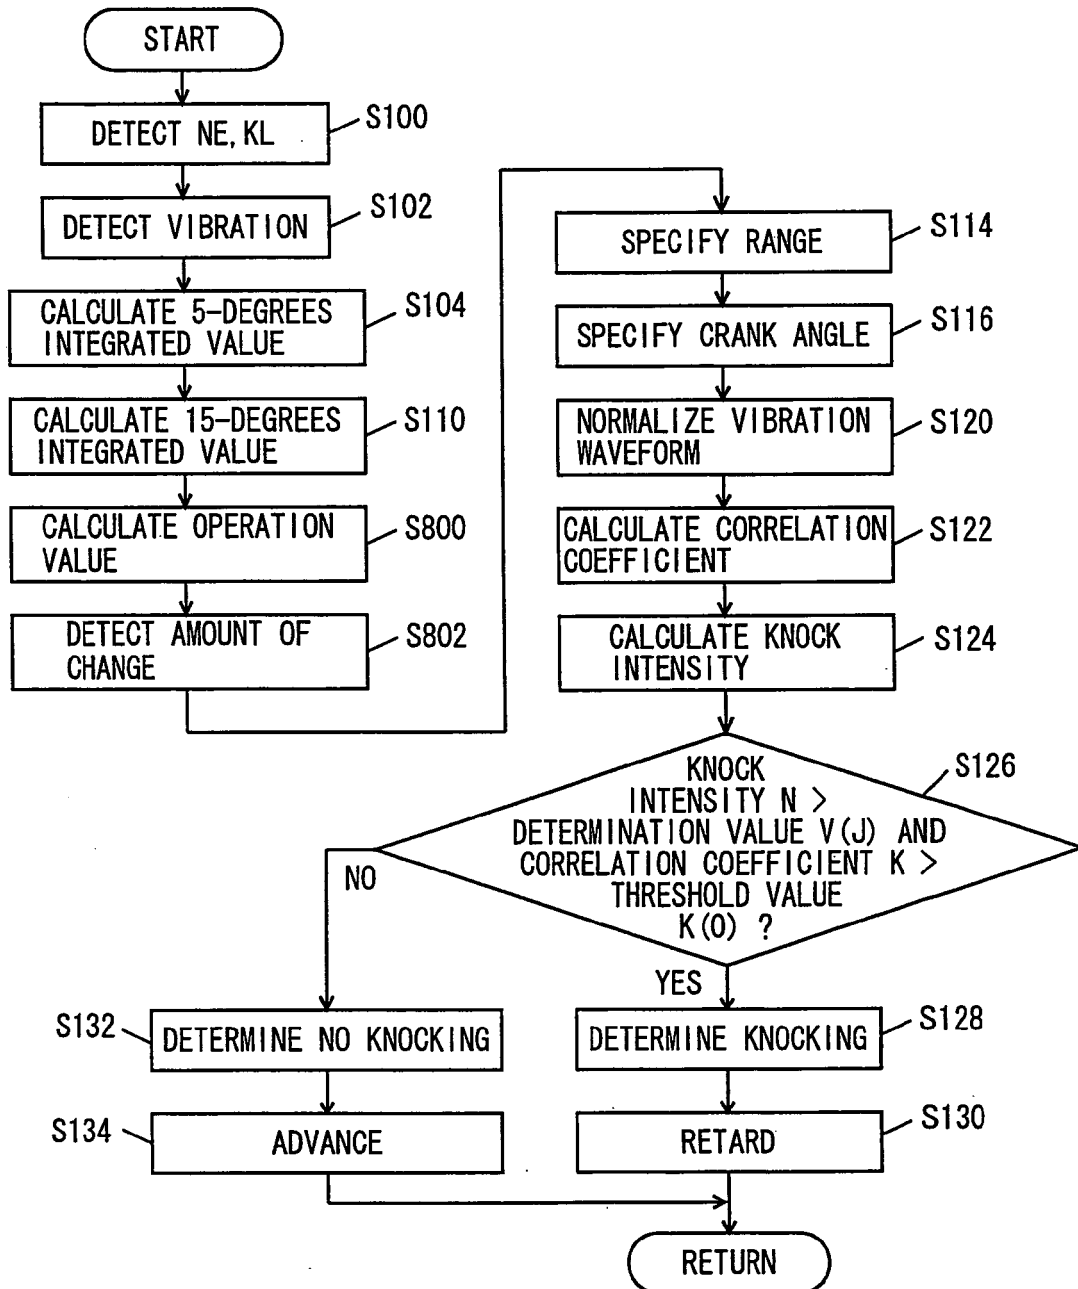 START
DETECT NE, KL
S100
DETECT VIBRATION
S102
CALCULATE 5-DEGREES
INTEGRATED VALUE
S104
CALCULATE 15-DEGREES
INTEGRATED VALUE
S110
CALCULATE OPERATION
VALUE
S800
DETECT AMOUNT OF
CHANGE
S802
SPECIFY RANGE
S114
SPECIFY CRANK ANGLE
S116
NORMALIZE VIBRATION
WAVEFORM
S120
CALCULATE CORRELATION
COEFFICIENT
S122
CALCULATE KNOCK
INTENSITY
S124
KNOCK
INTENSITY N >
DETERMINATION VALUE V(J) AND
CORRELATION COEFFICIENT K >
THRESHOLD VALUE
K(0) ?
S126
NO
YES
S132
DETERMINE NO KNOCKING
DETERMINE KNOCKING
S128
S134
ADVANCE
RETARD
S130
RETURN